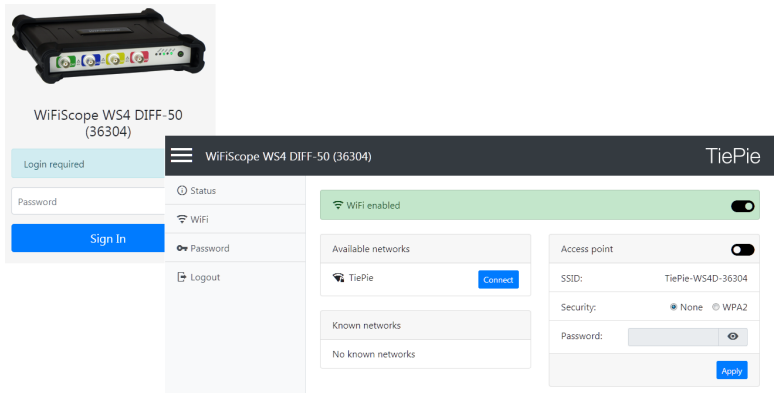 WiFiScope WS4 DIFF-50
(36304)
Login required
Password
Sign In
WiFiScope WS4 DIFF-50 (36304)
TiePie
Status
WiFi
Password
Logout
WiFi enabled
Available networks
TiePie
Connect
Known networks
No known networks
Access point
SSID:
TiePie-WS4D-36304
Security:
None
WPA2
Password:
Apply